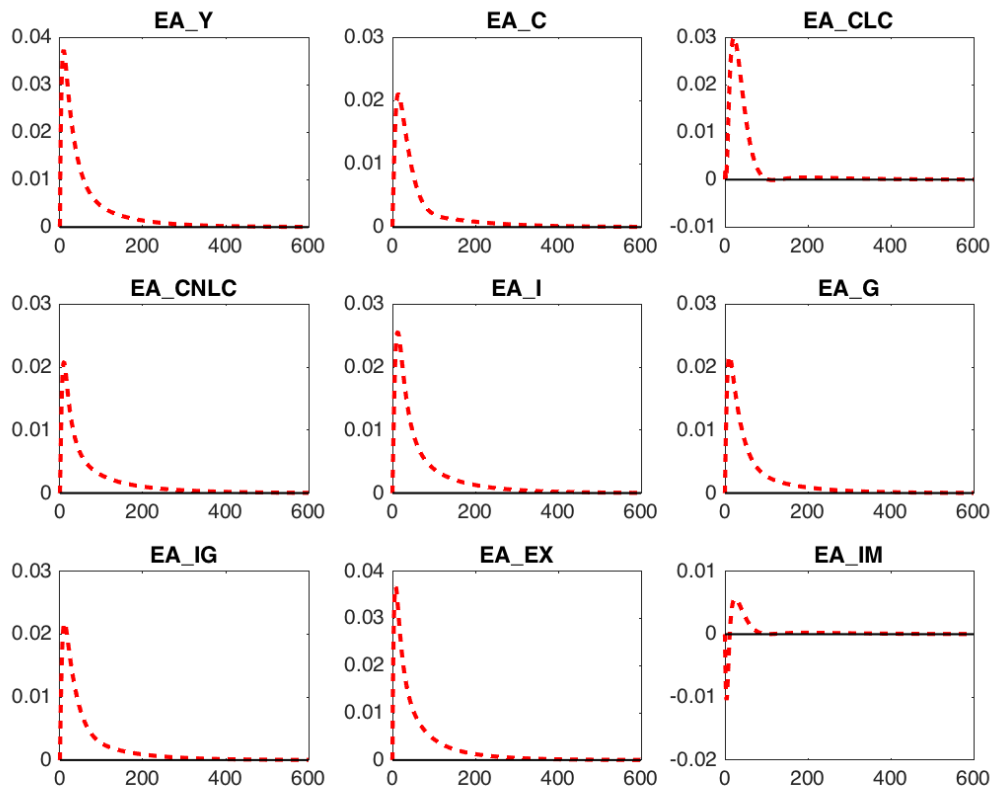 EA_Y EA_C EA_CLC
0.04 0.03 0.03
0.03 0.02
0.02 0.02 0.01
0.01 0.01 0
0 0 -0.01
0 200 400 600 0 200 400 600 0 200 400 600
EA_CNLC EA_I EA_G
0.03 0.03 0.03
0.02 0.02 0.02
0.01 0.01 0.01
0 0 0
0 200 400 600 0 200 400 600 0 200 400 600
EA_IG EA_EX EA_IM
0.03 0.04 0.01
0.02 0.03 0
0.01 0.02 -0.01
0.01
0 0 -0.02
0 200 400 600 0 200 400 600 0 200 400 600